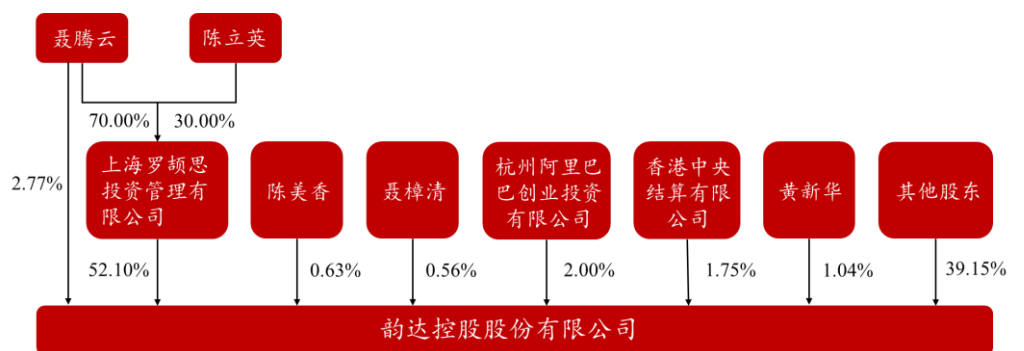 聂腾云
陈立英
70.00%
30.00%
2.77%
上海罗颉思
投资管理有
限公司
陈美香
聂樟清
杭州阿里巴
巴创业投资
有限公司
香港中央
结算有限
公司
黄新华
其他股东
52.10%
0.63%
0.56%
2.00%
1.75%
1.04%
39.15%
韵达控股股份有限公司